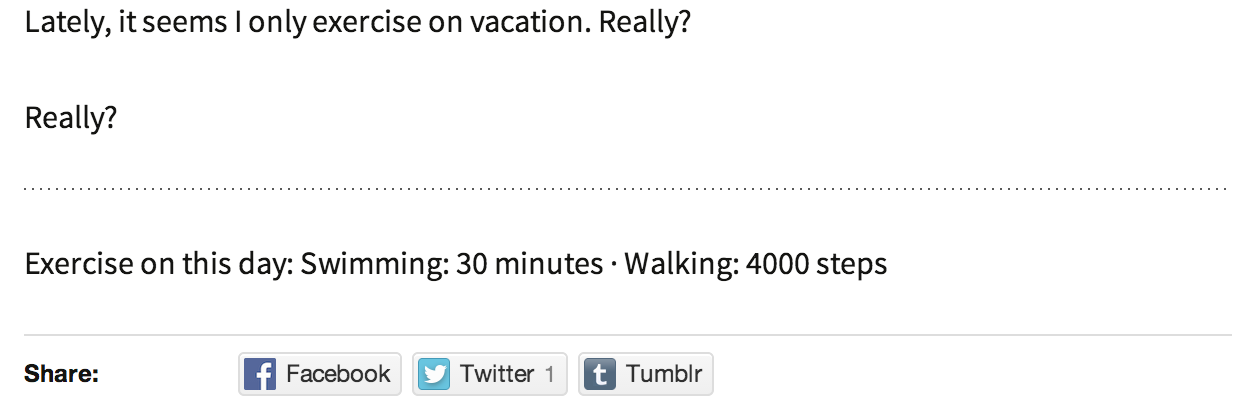 Lately, it seems I only exercise on vacation. Really?
Really?
Exercise on this day: Swimming: 30 minutes · Walking: 4000 steps
Share: Facebook Twitter 1 Tumblr